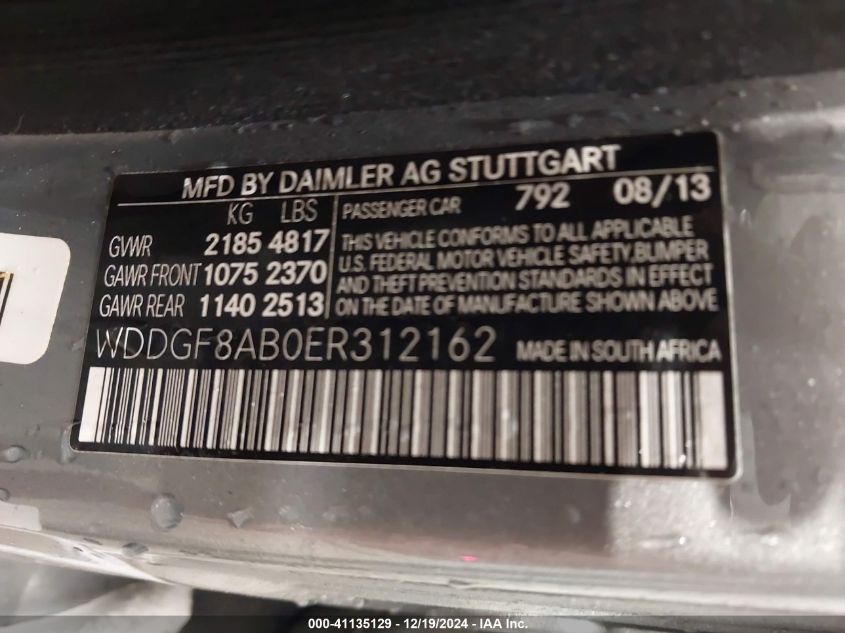 MFD BY DAIMLER AG STUTTGART
KG LBS PASSENGER CAR 792 08/13
GVWR 2185 4817
GAWR FRONT 1075 2370
GAWR REAR 1140 2513
THIS VEHICLE CONFORMS TO ALL APPLICABLE
U.S. FEDERAL MOTOR VEHICLE SAFETY, BUMPER
AND THEFT PREVENTION STANDARDS IN EFFECT
ON THE DATE OF MANUFACTURE SHOWN ABOVE.
WDDGF8AB0ER312162 MADE IN SOUTH AFRICA
000-41135129 - 12/19/2024 - IAA Inc.